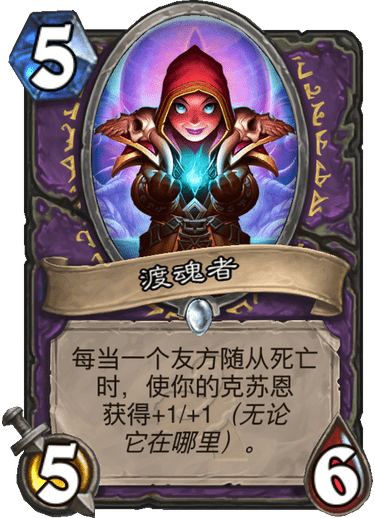 5
渡魂者
每当一个友方随从死亡
时，使你的克苏恩
获得+1/+1（无论
它在哪里）。
5
6